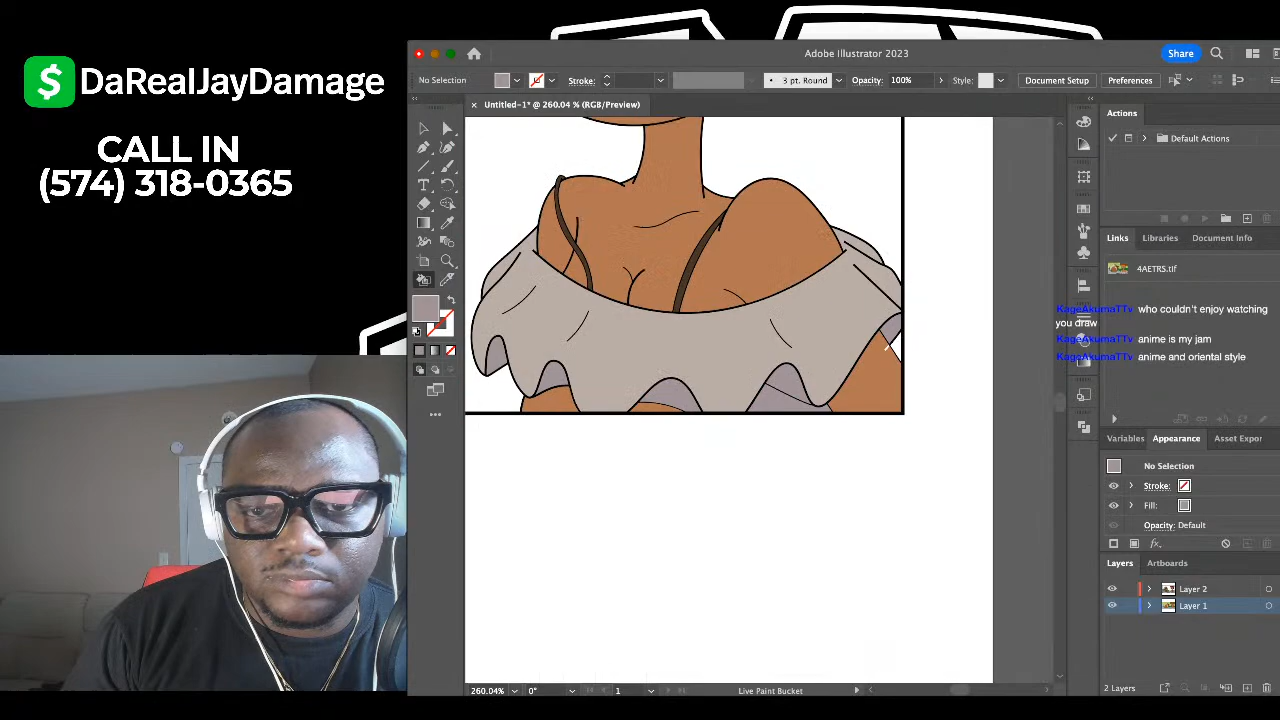 $ DaRealJayDamage
CALL IN
(574) 318-0365
Adobe Illustrator 2023
Share
No Selection
Stroke:
3 pt. Round
Opacity: 100%
Style:
Document Setup
Preferences
× Untitled-1* @ 260.04 % (RGB/Preview)
Actions
Default Actions
Links
Libraries
Document Info
4AETRS.tif
KageAkumaTTv who couldn't enjoy watching
you draw
KageAkumaTTv anime is my jam
KageAkumaTTv anime and oriental style
Variables
Appearance
Asset Expor
No Selection
Stroke:
Fill:
Opacity: Default
fx.
Layers
Artboards
Layer 2
Layer 1
260.04%
0°
1
Live Paint Bucket
2 Layers